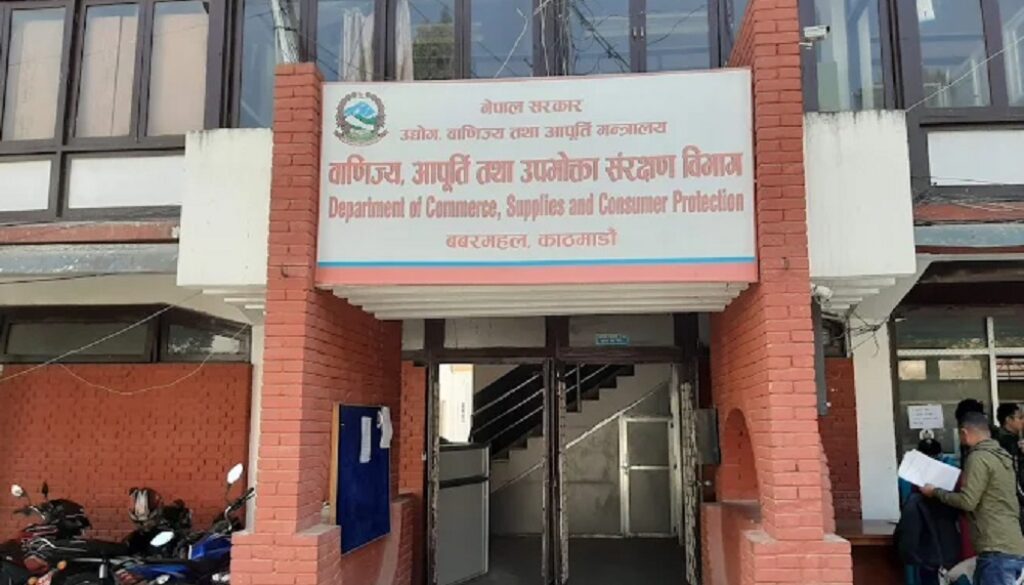 नेपाल सरकार
उद्योग, वाणिज्य तथा आपूर्ति मन्त्रालय
वाणिज्य, आपूर्ति तथा उपभोक्ता संरक्षण विभाग
Department of Commerce, Supplies and Consumer Protection
बबरमहल, काठमाडौं